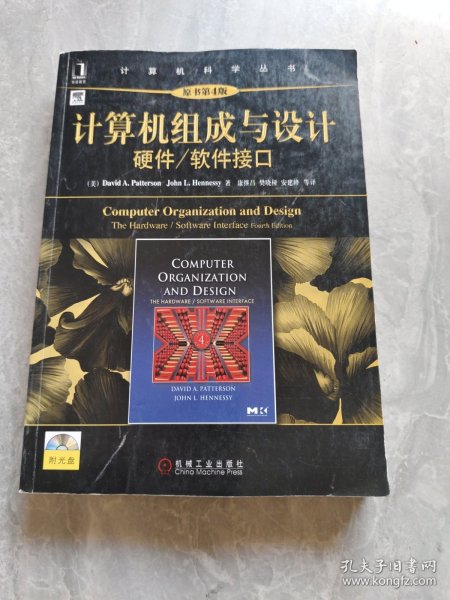 计算机科学丛书
原书第4版
计算机组成与设计
硬件/软件接口
(美) David A. Patterson John L. Hennessy 著 康继昌 樊晓桠 安建峰 等译
Computer Organization and Design
The Hardware / Software Interface Fourth Edition
COMPUTER
ORGANIZATION
AND DESIGN
THE HARDWARE / SOFTWARE INTERFACE
4
DAVID A. PATTERSON
JOHN L. HENNESSY
MK
附光盘
机械工业出版社
China Machine Press
孔夫子旧书网
www.kongfz.com